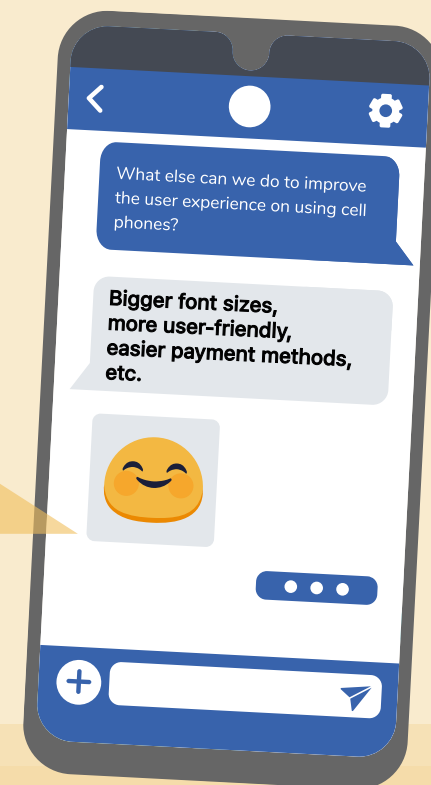 What else can we do to improve
the user experience on using cell
phones?
Bigger font sizes,
more user-friendly,
easier payment methods,
etc.